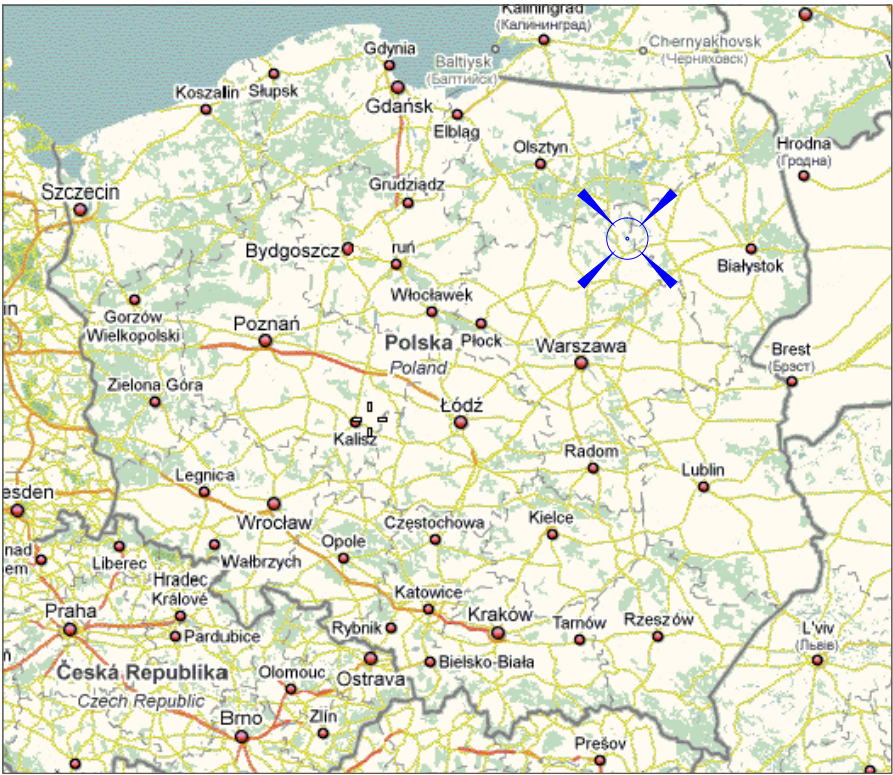 Kaliningrad
(Калининград)
Chernyakhovsk
(Черняховск)
Gdynia
Baltiysk
(Балтийск)
Koszalin
Słupsk
Gdańsk
Elbląg
Olsztyn
Hrodna
(Гродна)
Szczecin
Grudziądz
Bydgoszcz
ruń
Białystok
Włocławek
in
Gorzów
Wielkopolski
Poznań
Polska
Płock
Warszawa
Poland
Brest
(Брэст)
Zielona Góra
Łódź
Kalisz
Radom
Legnica
Lublin
esden
Wrocław
Częstochowa
Kielce
Opole
nad
em
Liberec
Wałbrzych
Hradec
Králové
Katowice
Praha
Kraków
Tarnów
Rzeszów
Rybnik
Pardubice
L'viv
(Львів)
ň
Bielsko-Biała
Česká Republika
Olomouc
Ostrava
Czech Republic
Brno
Zlín
Prešov